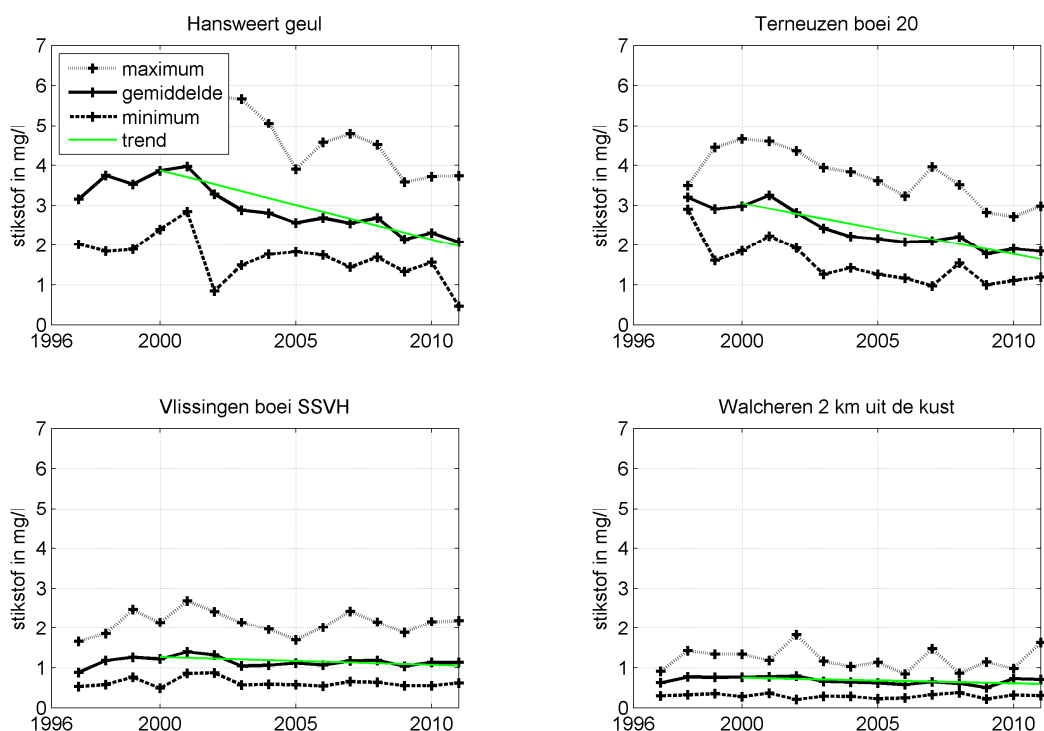 Hansweert geul
7
6
5
4
3
2
1
0
stikstof in mg/l
maximum
gemiddelde
minimum
trend
1996 2000 2005 2010
Terneuzen boei 20
7
6
5
4
3
2
1
0
stikstof in mg/l
1996 2000 2005 2010
Vlissingen boei SSVH
7
6
5
4
3
2
1
0
stikstof in mg/l
1996 2000 2005 2010
Walcheren 2 km uit de kust
7
6
5
4
3
2
1
0
stikstof in mg/l
1996 2000 2005 2010